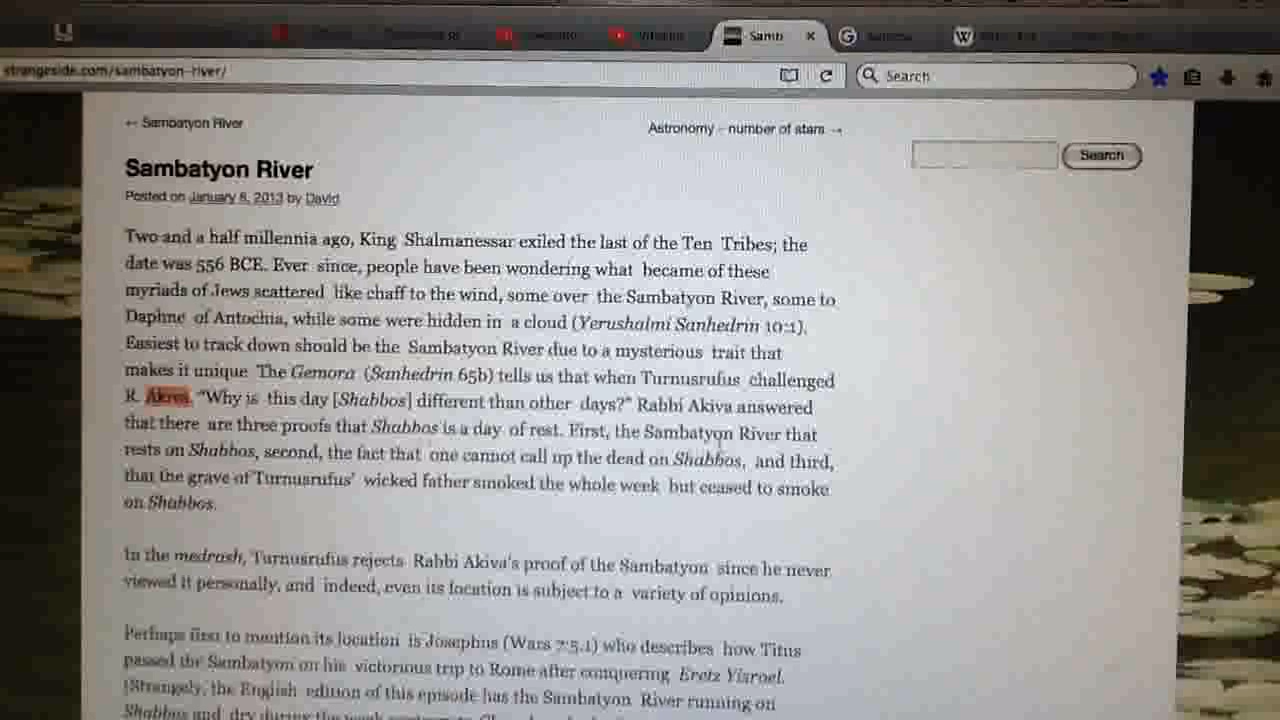 Samb
strangeside.com/sambatyon-river/
Search
← Sambatyon River
Astronomy – number of stars →
Search
Sambatyon River
Posted on January 8, 2013 by David
Two and a half millennia ago, King Shalmanessar exiled the last of the Ten Tribes; the
date was 556 BCE. Ever since, people have been wondering what became of these
myriads of Jews scattered like chaff to the wind, some over the Sambatyon River, some to
Daphne of Antochia, while some were hidden in a cloud (Yerushalmi Sanhedrin 10:1).
Easiest to track down should be the Sambatyon River due to a mysterious trait that
makes it unique The Gemora (Sanhedrin 65b) tells us that when Turnusrufus challenged
R. Akiva, "Why is this day [Shabbos] different than other days?" Rabbi Akiva answered
that there are three proofs that Shabbos is a day of rest. First, the Sambatyon River that
rests on Shabbos, second, the fact that one cannot call up the dead on Shabbos, and third,
that the grave of Turnusrufus' wicked father smoked the whole week but ceased to smoke
on Shabbos.
In the medrash, Turnusrufus rejects Rabbi Akiva's proof of the Sambatyon since he never
viewed it personally, and indeed, even its location is subject to a variety of opinions.
Perhaps first to mention its location is Josephus (Wars 7:5.1) who describes how Titus
passed the Sambatyon on his victorious trip to Rome after conquering Eretz Yisroel.
[Strangely, the English edition of this episode has the Sambatyon River running on
Shabbos and dry during the week